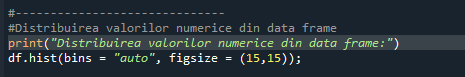 #------------------------------
#Distribuirea valorilor numerice din data frame
print("Distribuirea valorilor numerice din data frame:")
df.hist(bins = "auto", figsize = (15,15));